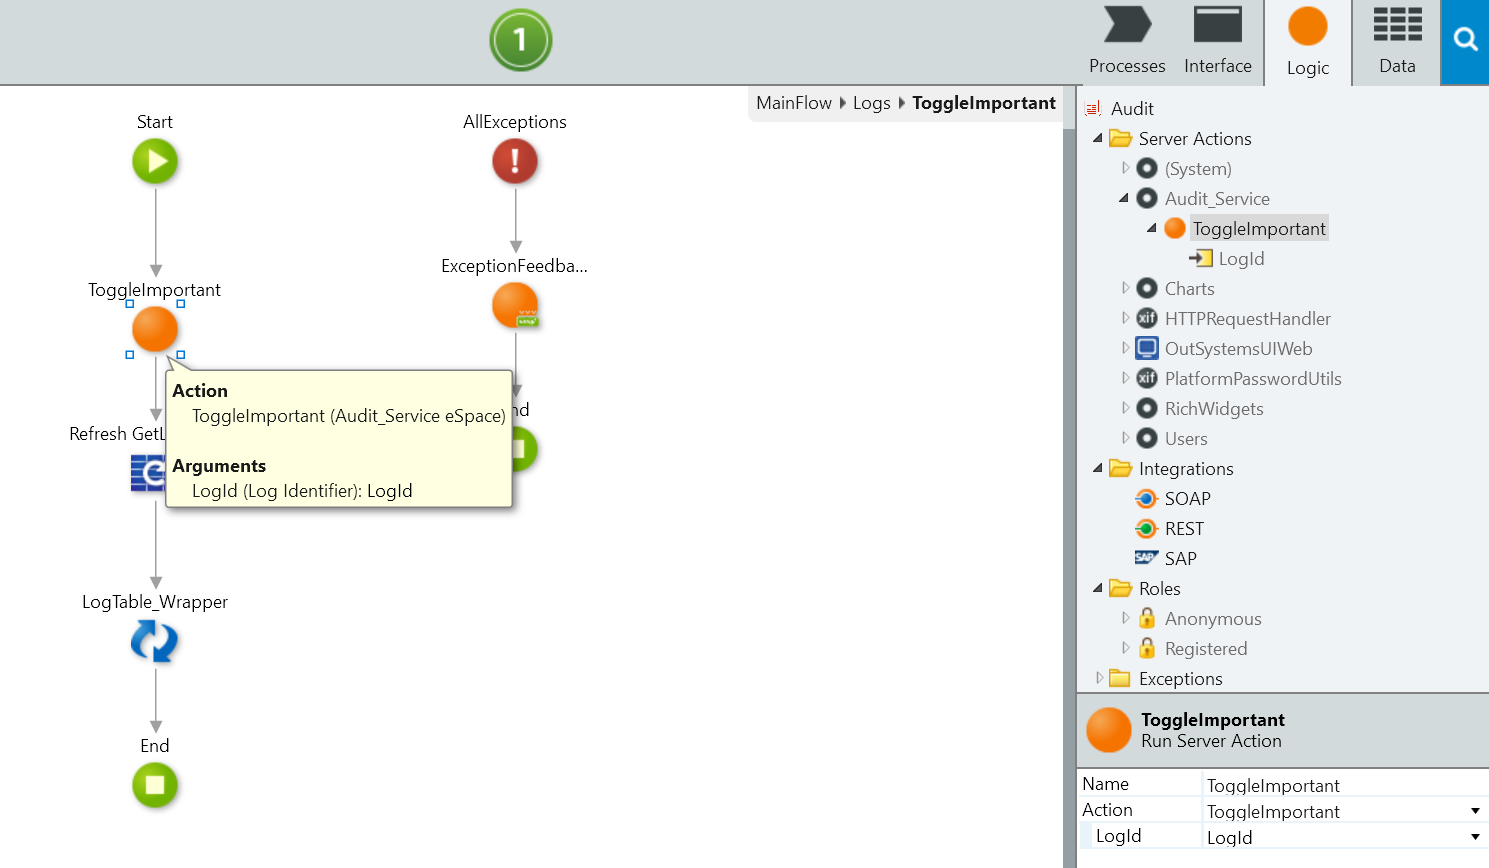 1
Processes
Interface
Logic
Data
MainFlow
Logs
ToggleImportant
Start
ToggleImportant
Refresh GetL
LogTable_Wrapper
End
AllExceptions
!
ExceptionFeedba...
nd
Action
ToggleImportant (Audit_Service eSpace)
Arguments
LogId (Log Identifier): LogId
Audit
Server Actions
(System)
Audit_Service
ToggleImportant
LogId
Charts
xif HTTPRequestHandler
OutSystemsUIWeb
xif PlatformPasswordUtils
RichWidgets
Users
Integrations
SOAP
REST
SAP SAP
Roles
Anonymous
Registered
Exceptions
ToggleImportant
Run Server Action
Name ToggleImportant
Action ToggleImportant
LogId LogId